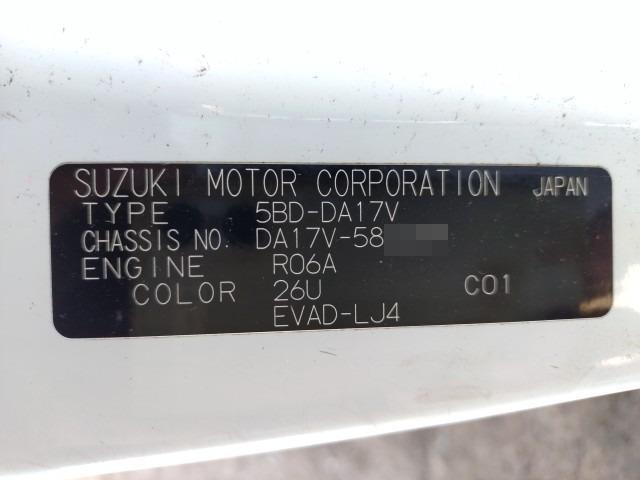 SUZUKI MOTOR CORPORATION JAPAN
TYPE 5BD-DA17V
CHASSIS NO. DA17V-58
ENGINE R06A
COLOR 26U C01
EVAD-LJ4